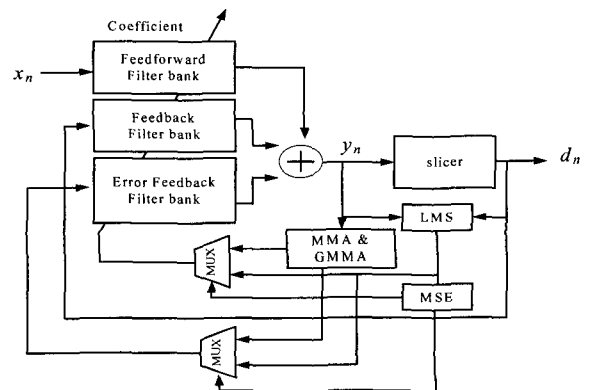 Coefficient
Feedforward
Filter bank
x_n
Feedback
Filter bank
Error Feedback
Filter bank
+
y_n
slicer
d_n
LMS
MMA &
GMMA
MUX
MSE
MUX